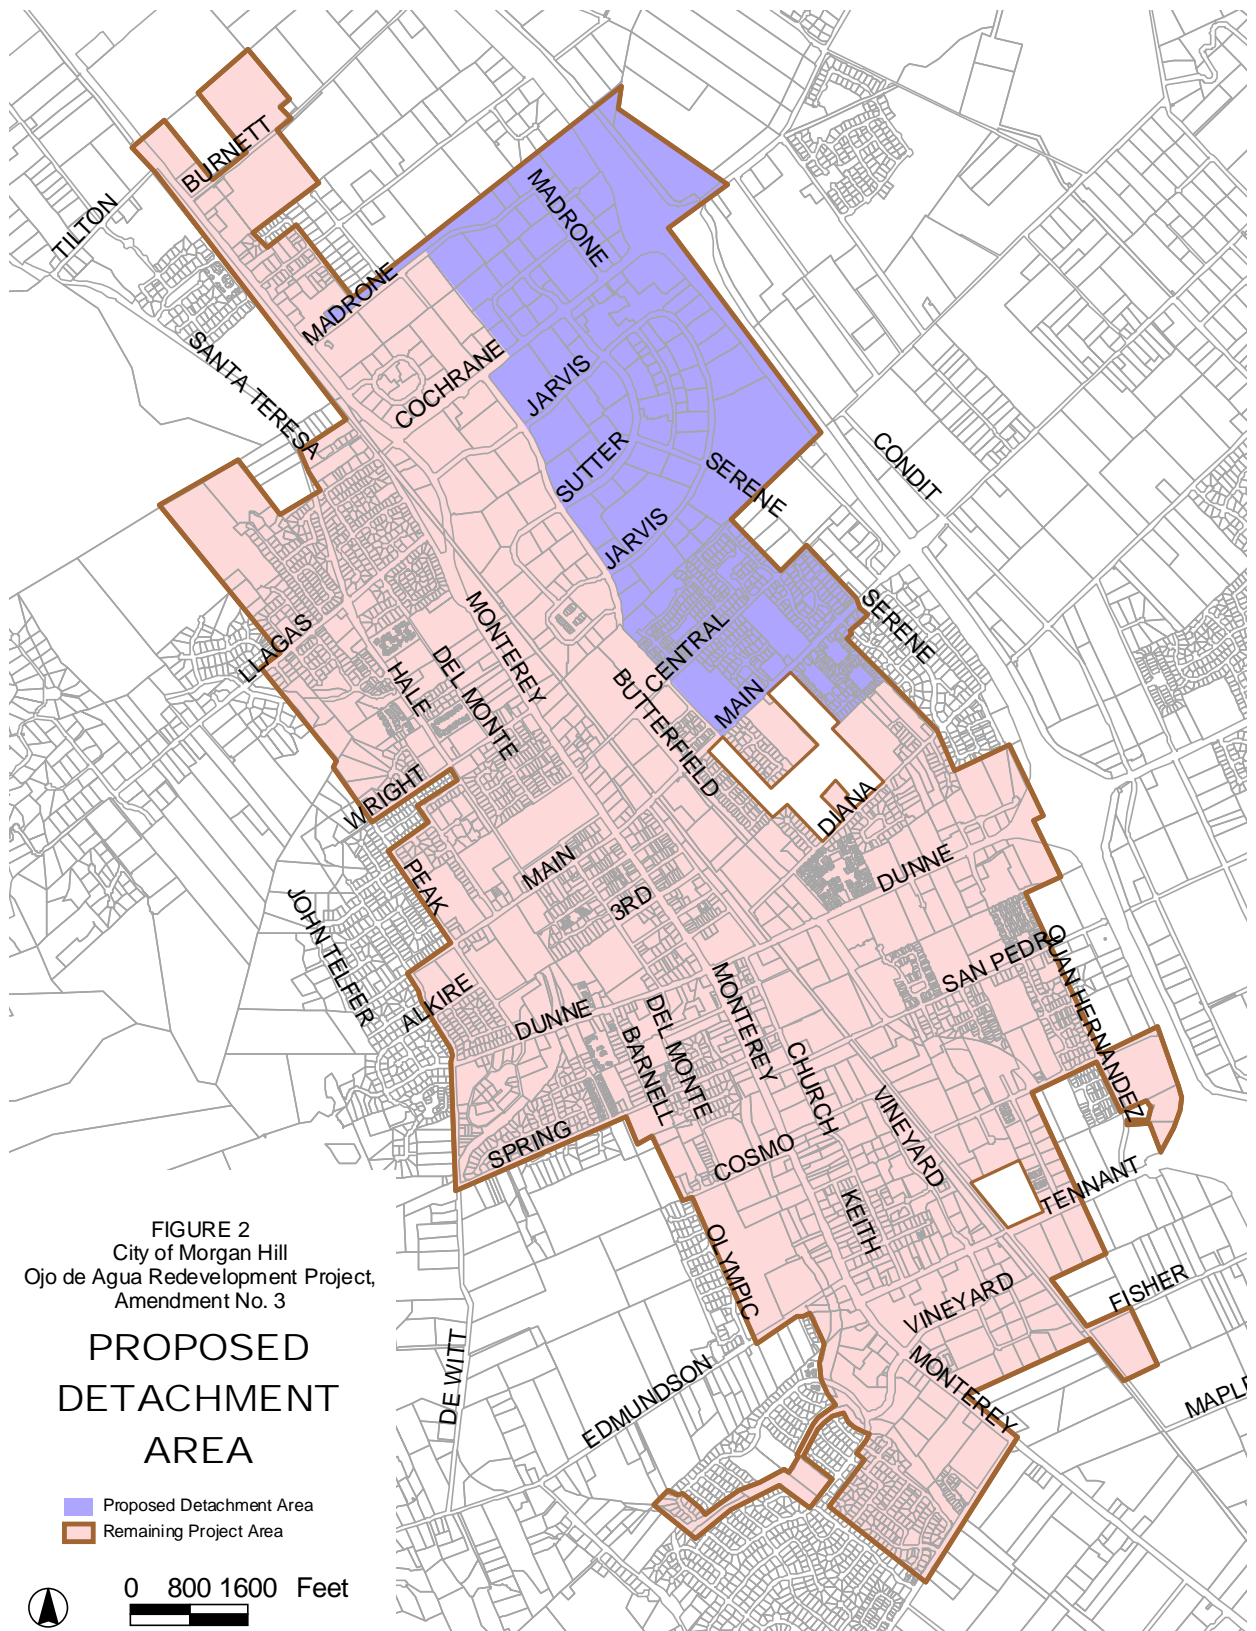 BURNETT
TILTON
MADRONE
MADRONE
SANTA TERESA
COCHRANE
JARVIS
SUTTER
CONDIT
SERENE
JARVIS
SERENE
LLAGAS
MONTEREY
CENTRAL
HALE
DEL MONTE
BUTTERFIELD
MAIN
WRIGHT
DIANA
PEAK
MAIN
DUNNE
3RD
JOHN TELFER
SAN PEDRO
JUAN HERNANDEZ
ALKIRE
DUNNE
MONTEREY
DEL MONTE
BARNELL
CHURCH
VINEYARD
SPRING
COSMO
TENNANT
KEITH
OLYMPIC
FISHER
VINEYARD
DE WITT
EDMUNDSON
MONTEREY
MAPLE
FIGURE 2
City of Morgan Hill
Ojo de Agua Redevelopment Project,
Amendment No. 3
PROPOSED
DETACHMENT
AREA
Proposed Detachment Area
Remaining Project Area
0 800 1600 Feet